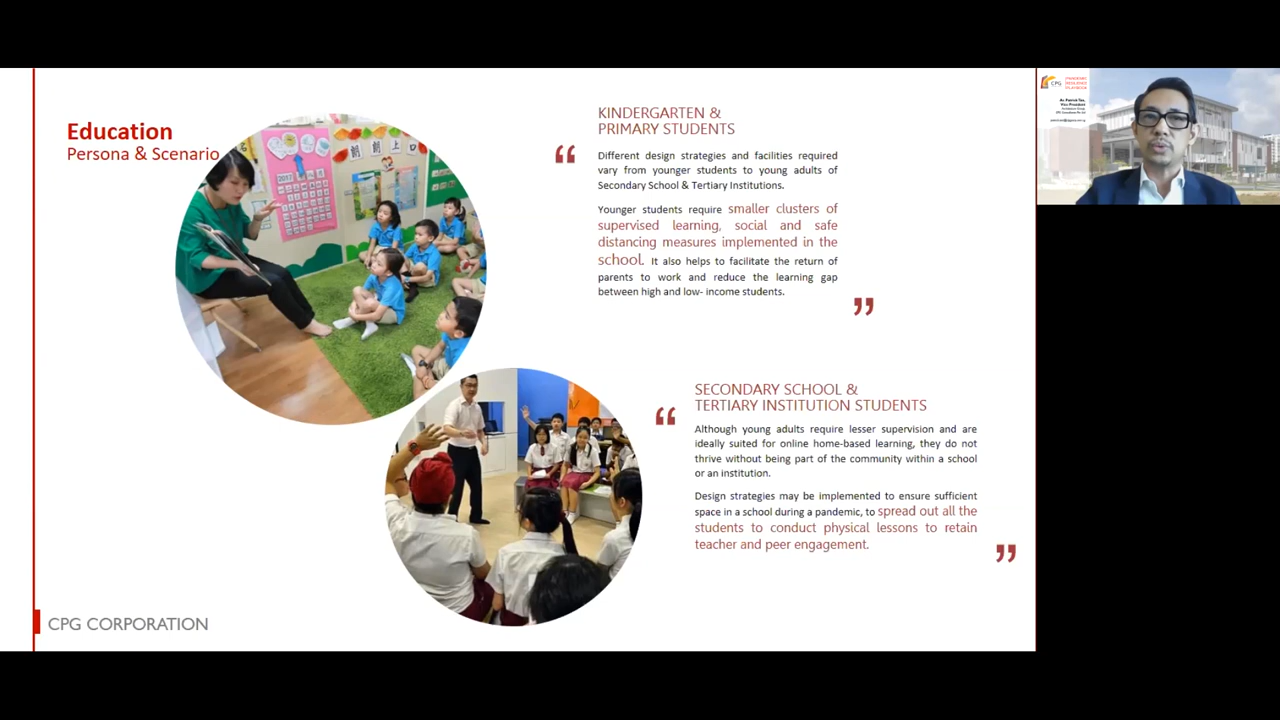 Education
Persona & Scenario
KINDERGARTEN &
PRIMARY STUDENTS
“
Different design strategies and facilities required
vary from younger students to young adults of
Secondary School & Tertiary Institutions.
Younger students require smaller clusters of
supervised learning, social and safe
distancing measures implemented in the
school. It also helps to facilitate the return of
parents to work and reduce the learning gap
between high and low- income students.
”
SECONDARY SCHOOL &
TERTIARY INSTITUTION STUDENTS
“
Although young adults require lesser supervision and are
ideally suited for online home-based learning, they do not
thrive without being part of the community within a school
or an institution.
Design strategies may be implemented to ensure sufficient
space in a school during a pandemic, to spread out all the
students to conduct physical lessons to retain
teacher and peer engagement.
”
CPG CORPORATION
CPG
2017